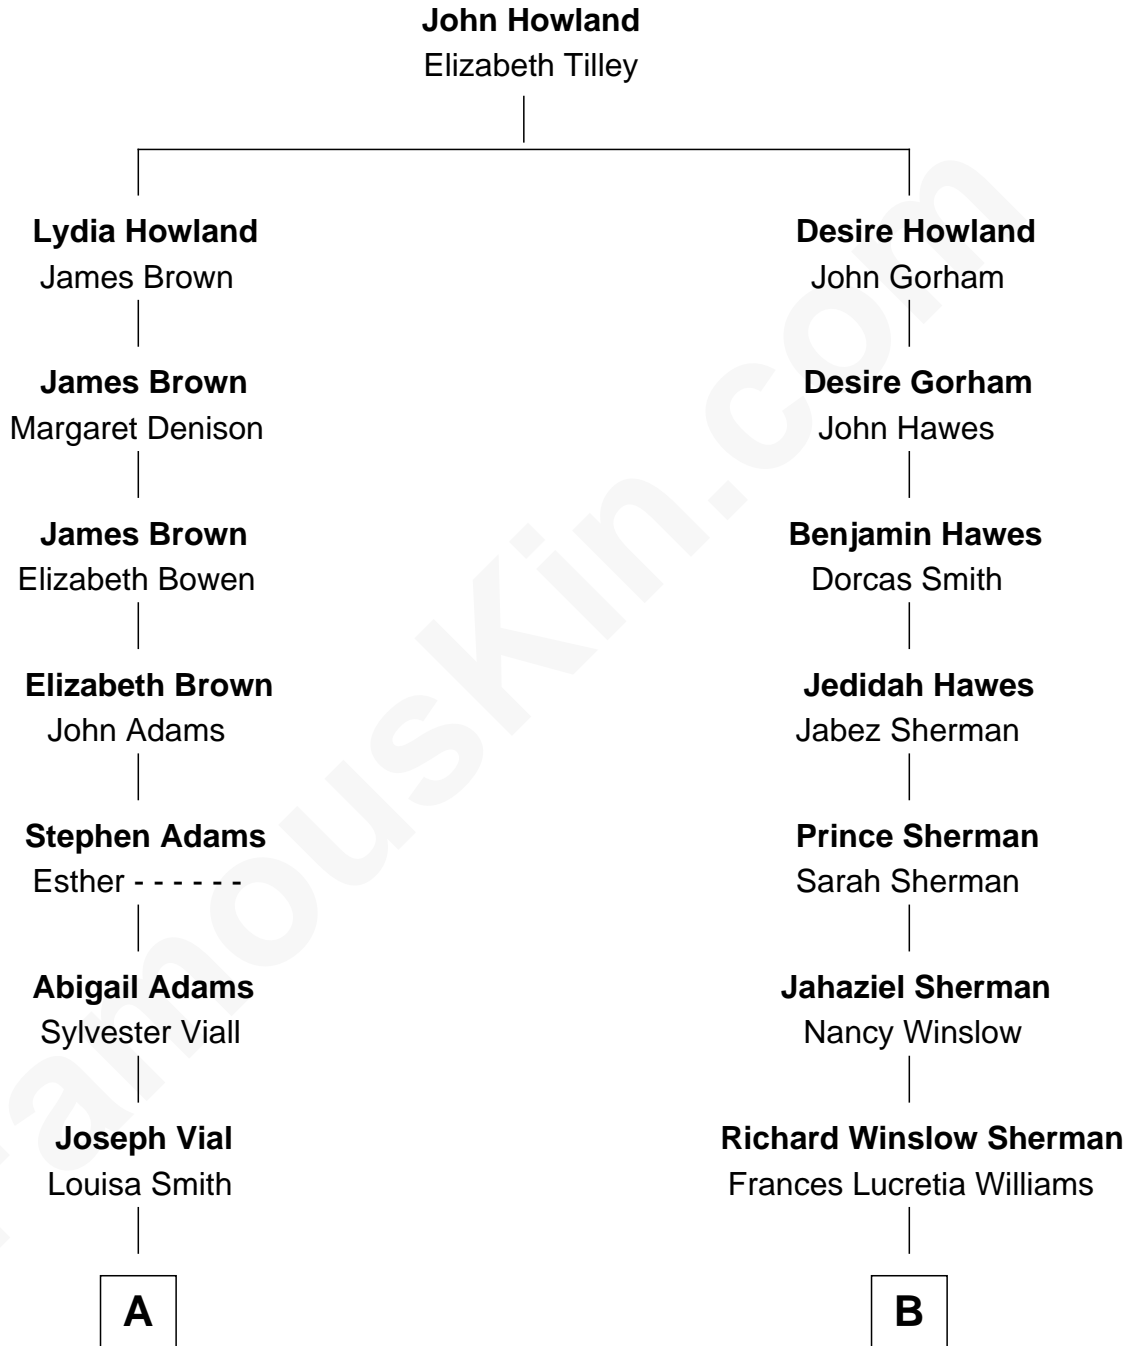 John Howland
Elizabeth Tilley
Lydia Howland
James Brown
Desire Howland
John Gorham
James Brown
Margaret Denison
Desire Gorham
John Hawes
James Brown
Elizabeth Bowen
Benjamin Hawes
Dorcas Smith
Elizabeth Brown
John Adams
Jedidah Hawes
Jabez Sherman
Stephen Adams
Esther - - - - - -
Prince Sherman
Sarah Sherman
Abigail Adams
Sylvester Viall
Jahaziel Sherman
Nancy Winslow
Joseph Vial
Louisa Smith
Richard Winslow Sherman
Frances Lucretia Williams
A
B
FamousKin.com